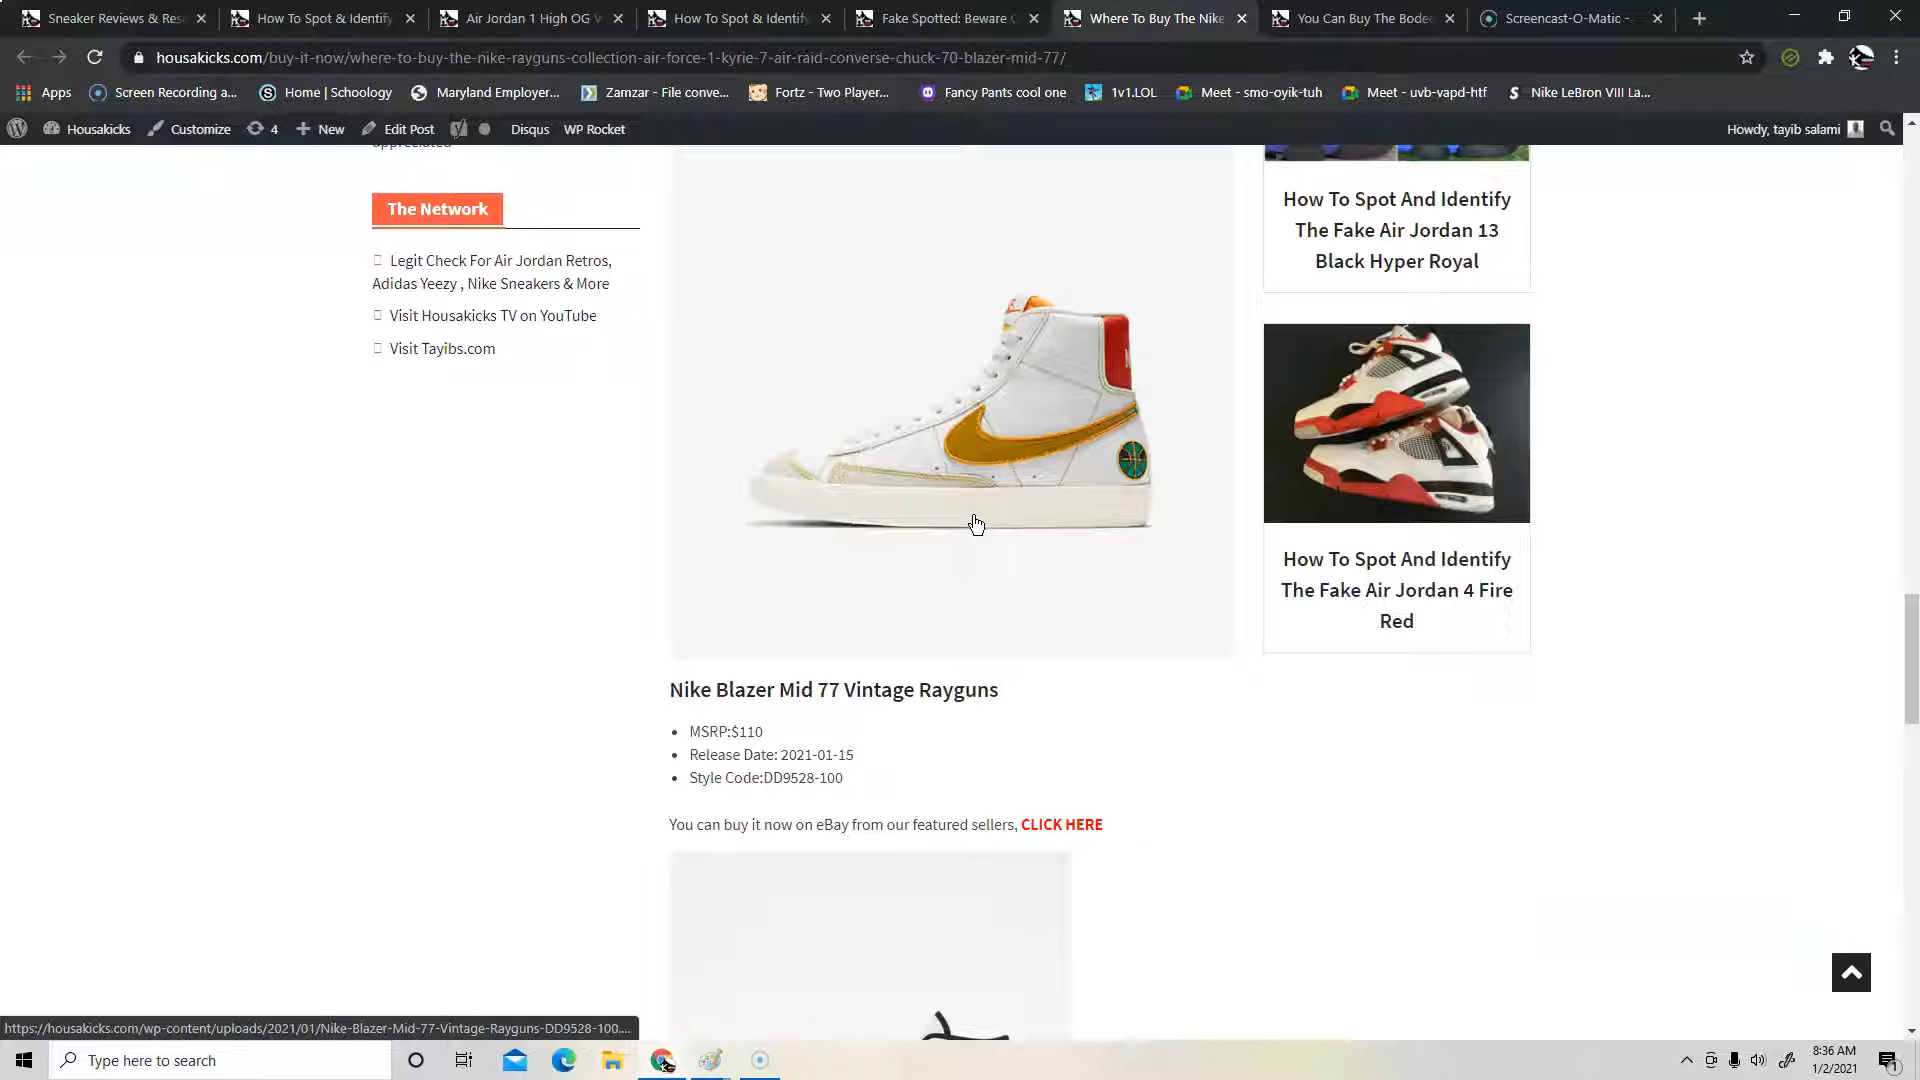 Sneaker Reviews & Res
How To Spot & Identify
Air Jordan 1 High OG
How To Spot & Identify
Fake Spotted: Beware
Where To Buy The Nike
You Can Buy The Bode
Screencast-O-Matic -
housakicks.com/buy-it-now/where-to-buy-the-nike-rayguns-collection-air-force-1-kyrie-7-air-raid-converse-chuck-70-blazer-mid-77/
Apps
Screen Recording a...
Home | Schoology
Maryland Employer...
Zamzar - File conve...
Fortz - Two Player...
Fancy Pants cool one
1v1.LOL
Meet - smo-oyik-tuh
Meet - uvb-vapd-htf
Nike LeBron VIII La...
Housakicks
Customize
4
New
Edit Post
Disqus
WP Rocket
Howdy, tayib salami
appreciated
The Network
Legit Check For Air Jordan Retros,
Adidas Yeezy , Nike Sneakers & More
Visit Housakicks TV on YouTube
Visit Tayibs.com
How To Spot And Identify
The Fake Air Jordan 13
Black Hyper Royal
How To Spot And Identify
The Fake Air Jordan 4 Fire
Red
Nike Blazer Mid 77 Vintage Rayguns
MSRP:$110
Release Date: 2021-01-15
Style Code:DD9528-100
You can buy it now on eBay from our featured sellers, CLICK HERE
https://housakicks.com/wp-content/uploads/2021/01/Nike-Blazer-Mid-77-Vintage-Rayguns-DD9528-100....
Type here to search
8:36 AM
1/2/2021
1